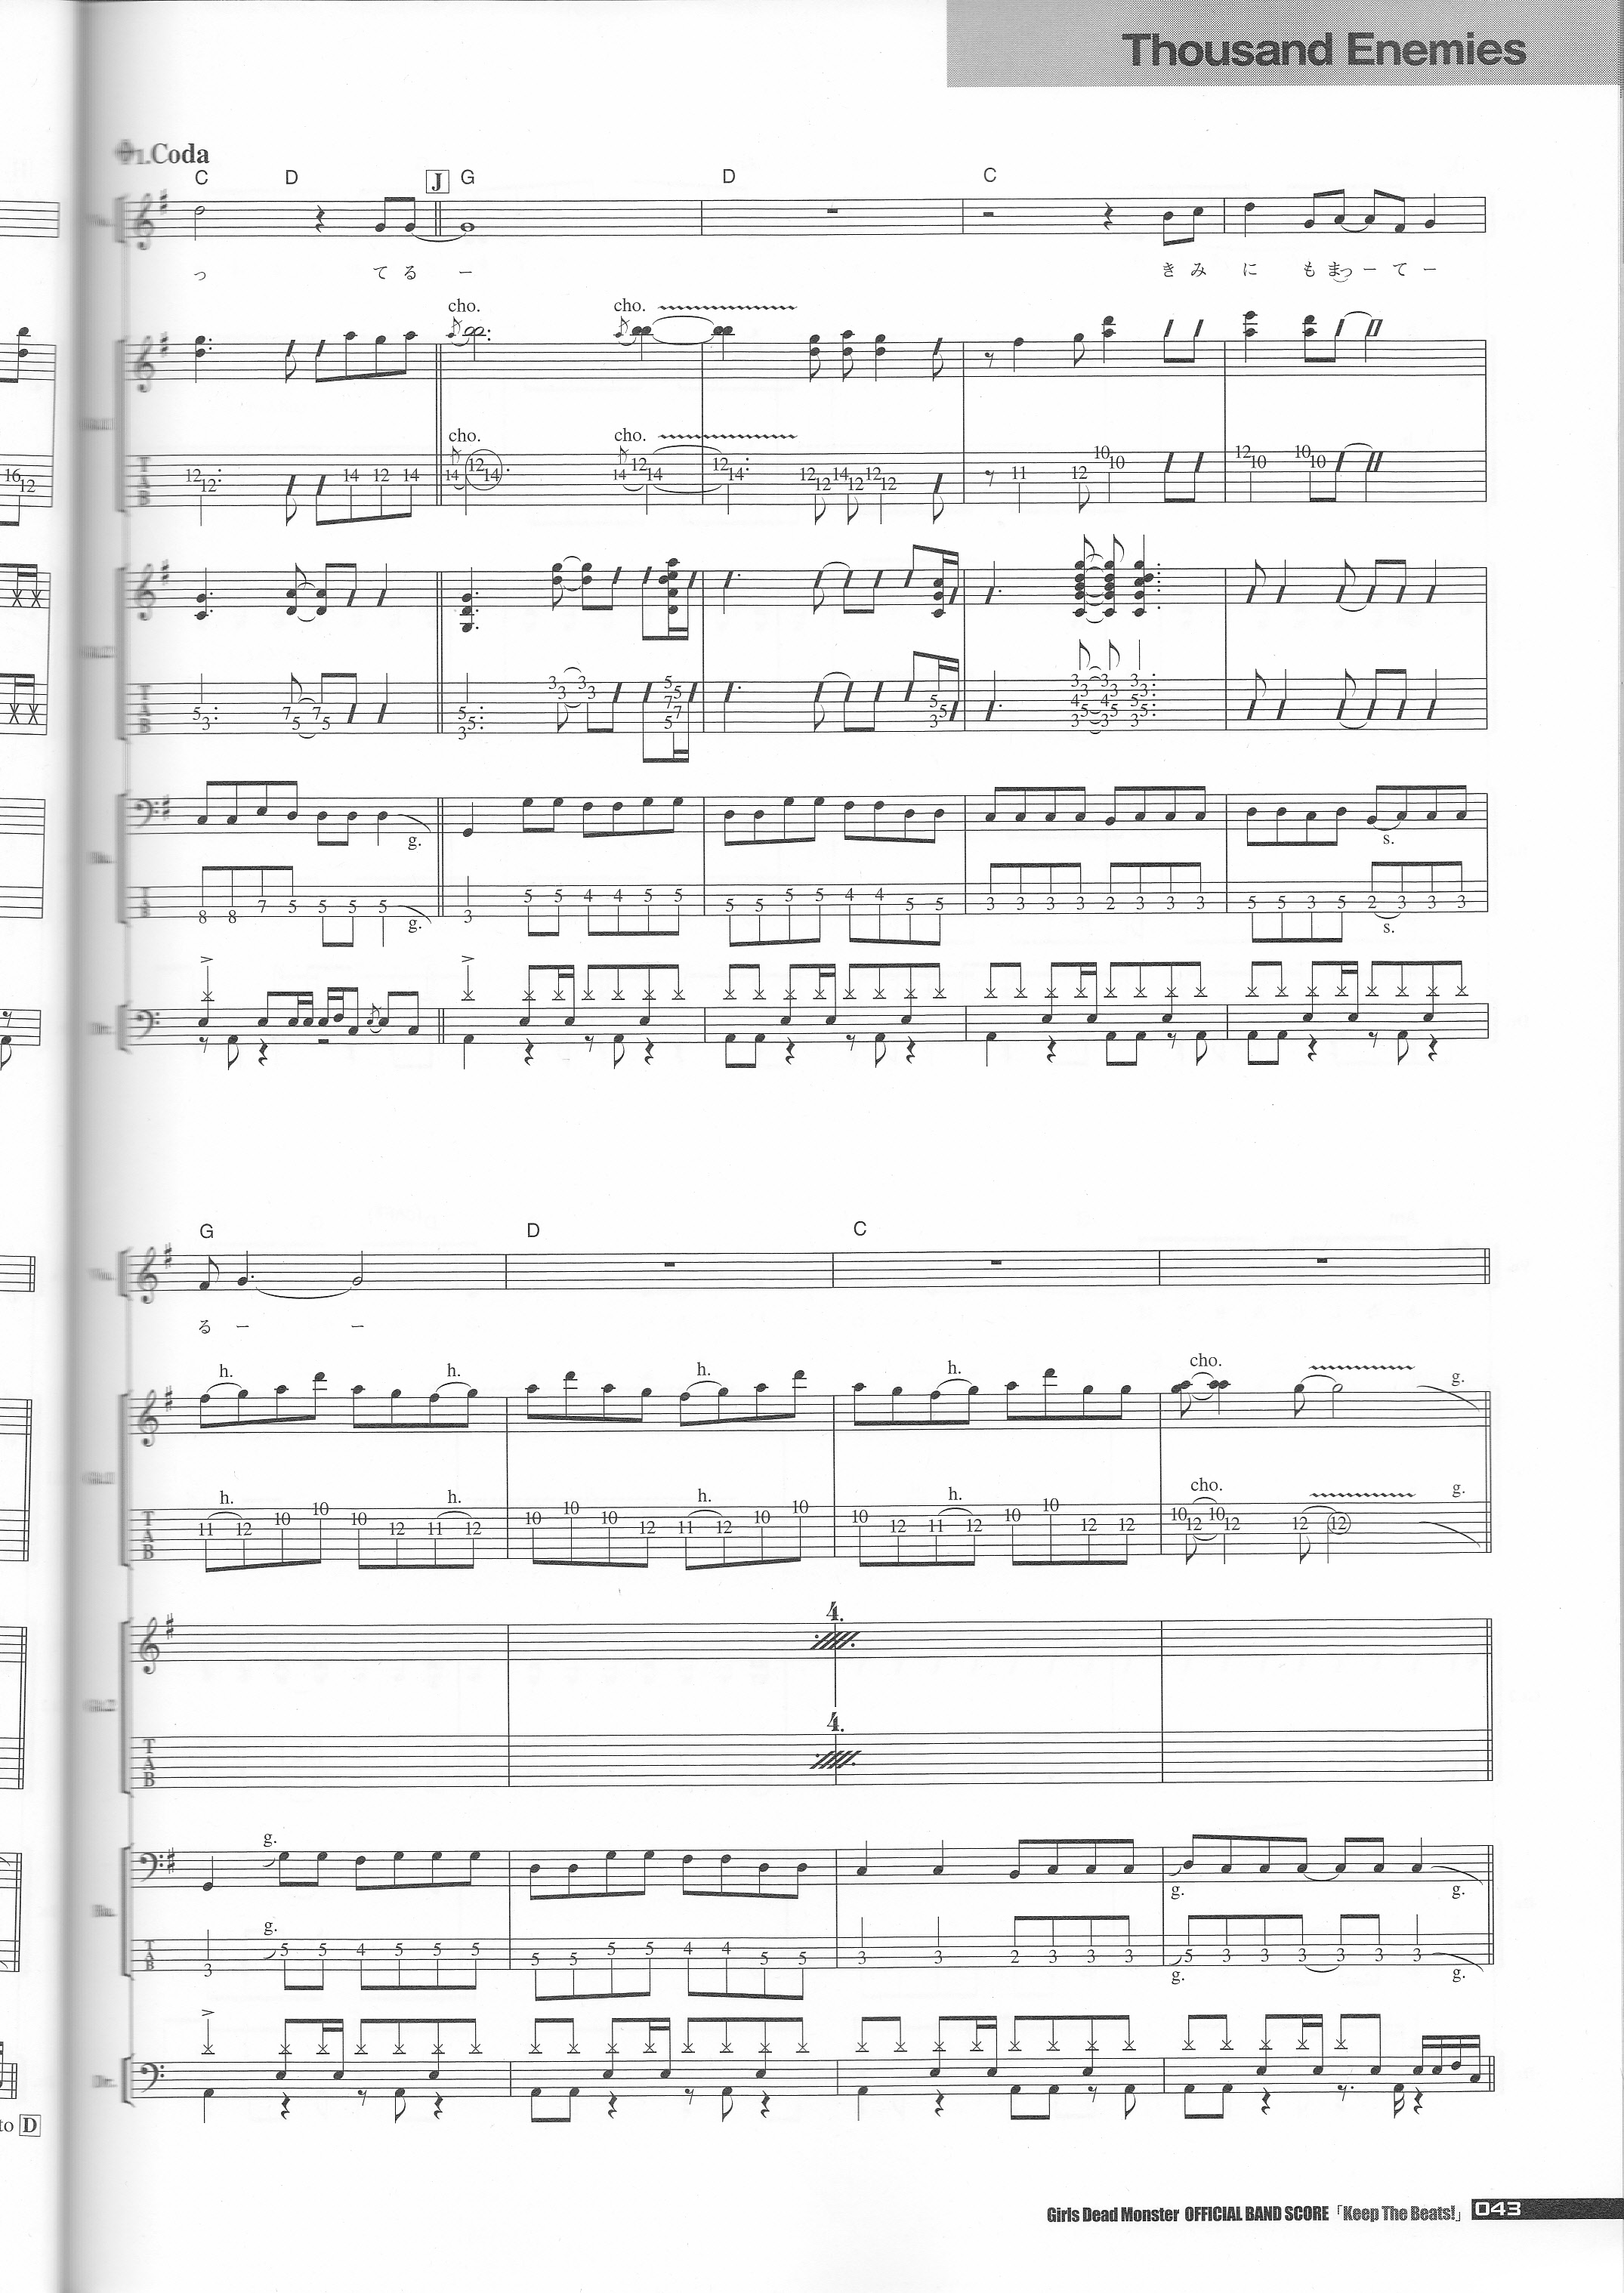 Thousand Enemies
1.Coda
C D J G D C
っ てる ー きみ に もまっ ー て ー
cho. cho.
cho. cho.
16 12 12 12 14 12 14 14 12 14 14 12 14 12 14 12 12 14 12 12 12 11 12 10 10 12 10 10 10
T A B
5 3 7 5 7 5 5 5 3 3 3 3 3 5 5 7 7 5 5 5 3 3 3 4 5 5 3 3 3 4 5 5 3 3 3 5 5 5 3
g. s.
8 8 7 5 5 5 5 g. 3 5 5 4 4 5 5 5 5 5 5 4 4 5 5 3 3 3 3 2 3 3 3 5 5 3 5 2 3 3 3
s.
G D C
る ー ー
h. h. h. h. cho. g.
h. h. h. h. cho. g.
11 12 10 10 10 12 11 12 10 10 10 12 11 12 10 10 10 12 11 12 10 10 12 12 10 12 10 12 12 12
T A B
4.
4.
T A B
g. g. g.
g.
3 5 5 4 5 5 5 5 5 5 5 4 4 5 5 3 3 2 3 3 3 5 3 3 3 3 3 3
g. g.
to D
Girls Dead Monster OFFICIAL BAND SCORE「Keep The Beats!」 043